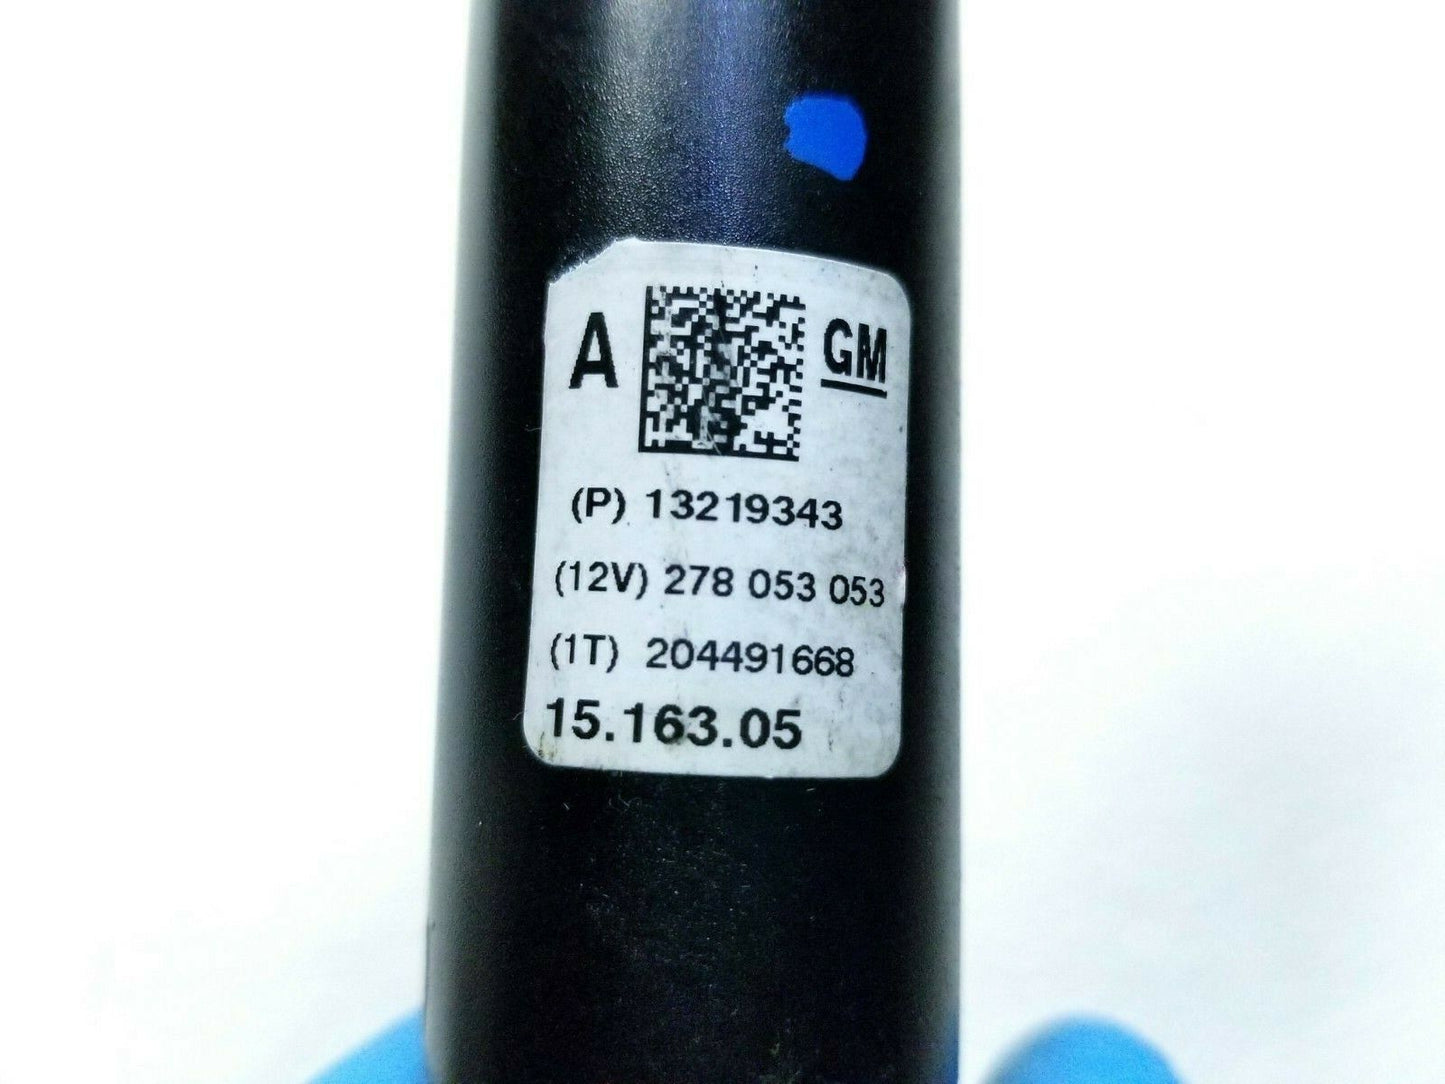 A GM
(P) 13219343
(12V) 278 053 053
(1T) 204491668
15.163.05